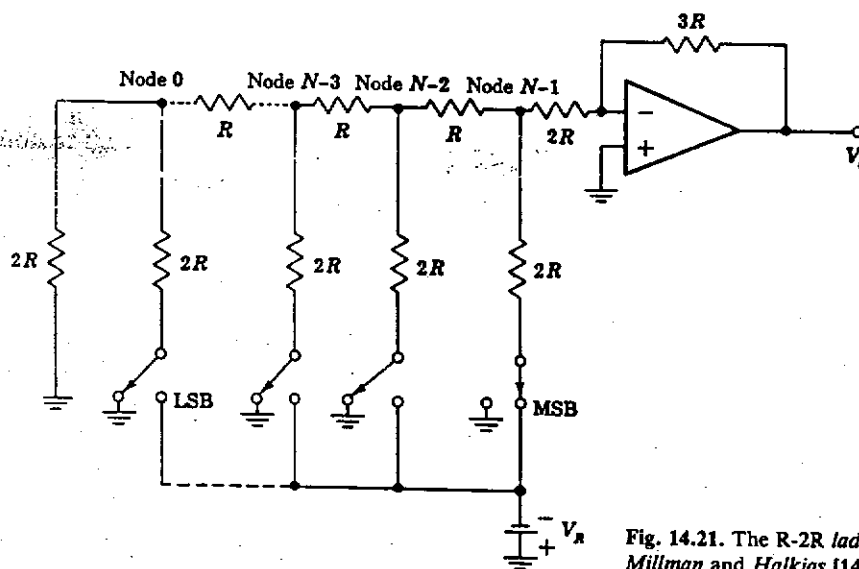 3R
Node 0
Node N-3
Node N-2
Node N-1
R
R
R
2R
−
+
2R
2R
2R
2R
2R
LSB
MSB
− V_R
+
Fig. 14.21. The R-2R
Millman and Halkias [14